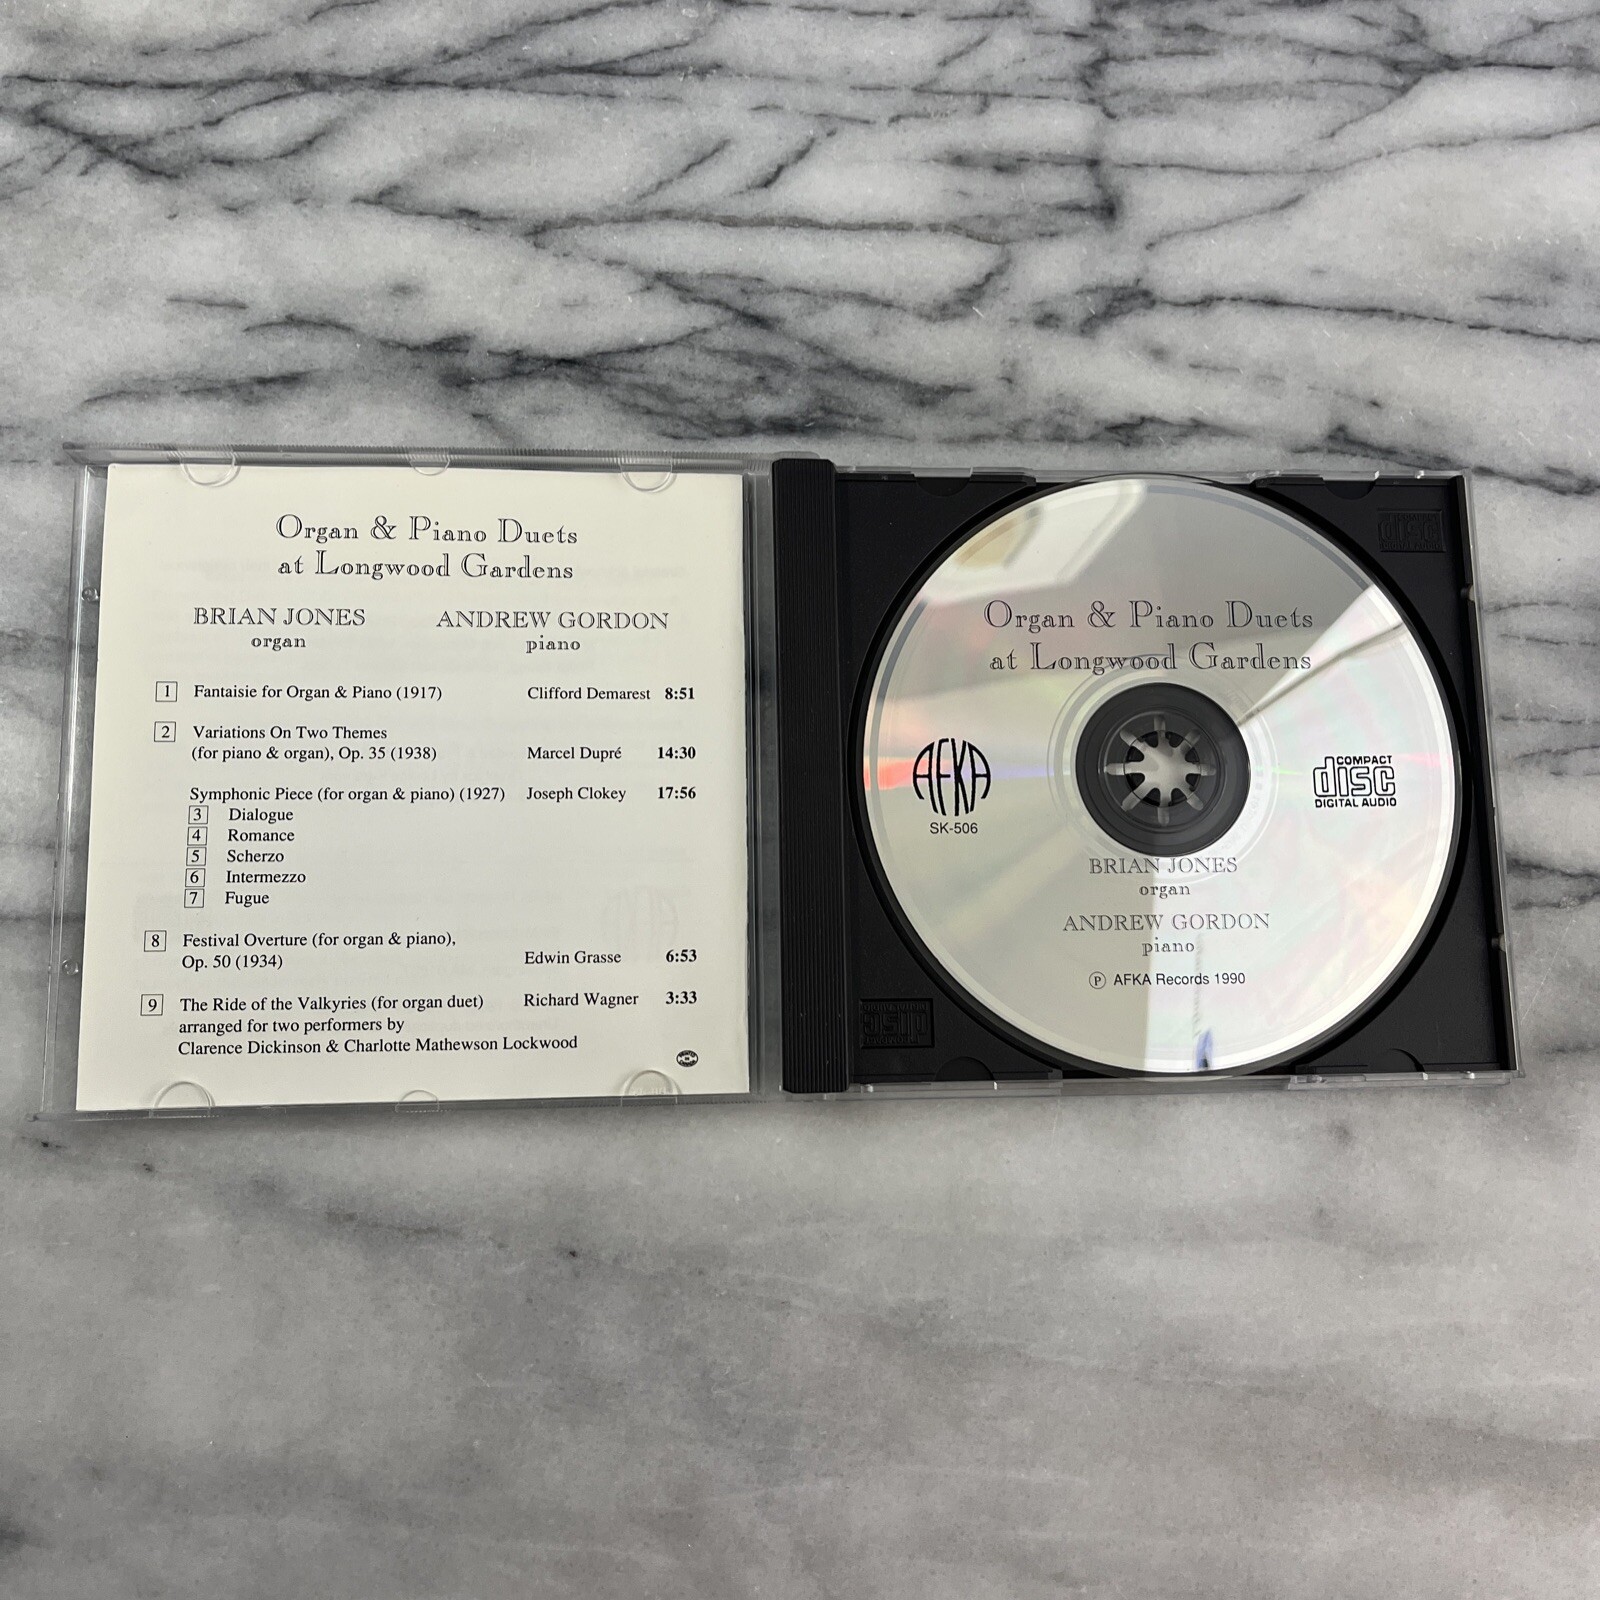 Organ & Piano Duets
at Longwood Gardens
BRIAN JONES
organ
ANDREW GORDON
piano
1 Fantaisie for Organ & Piano (1917) Clifford Demarest 8:51
2 Variations On Two Themes
(for piano & organ), Op. 35 (1938) Marcel Dupré 14:30
Symphonic Piece (for organ & piano) (1927) Joseph Clokey 17:56
3 Dialogue
4 Romance
5 Scherzo
6 Intermezzo
7 Fugue
8 Festival Overture (for organ & piano),
Op. 50 (1934) Edwin Grasse 6:53
9 The Ride of the Valkyries (for organ duet) Richard Wagner 3:33
arranged for two performers by
Clarence Dickinson & Charlotte Mathewson Lockwood
Organ & Piano Duets
at Longwood Gardens
AFKA
SK-506
COMPACT
disc
DIGITAL AUDIO
BRIAN JONES
organ
ANDREW GORDON
piano
Ⓟ AFKA Records 1990
disc
disc